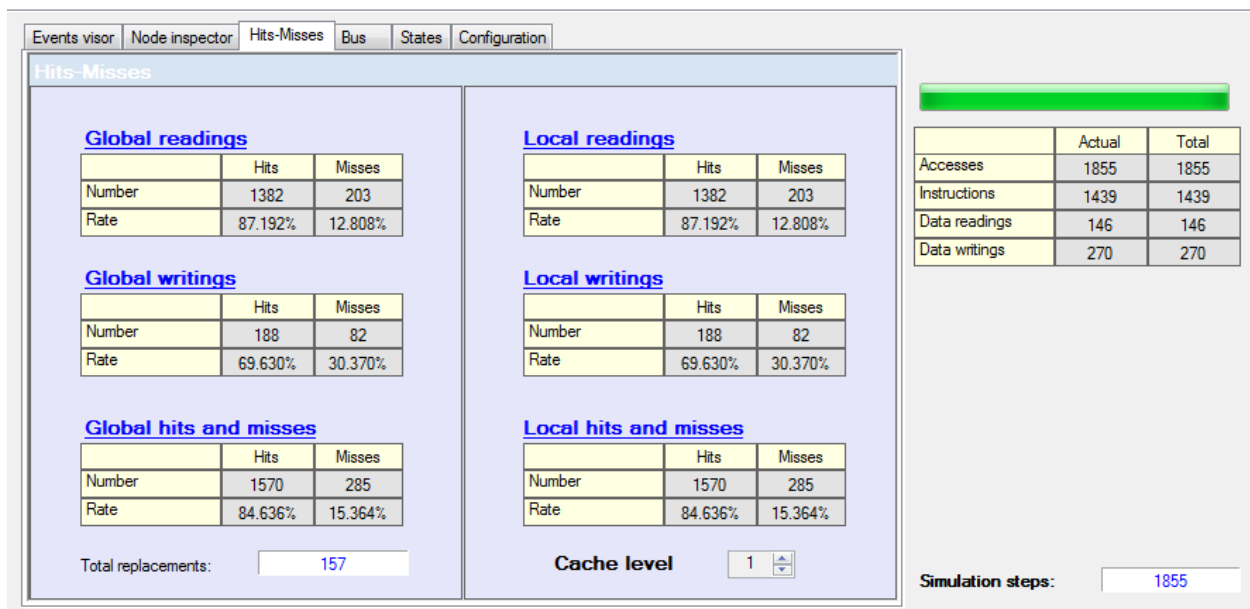 Events visor Node inspector Hits-Misses Bus States Configuration
Hits-Misses
Global readings
Hits Misses
Number 1382 203
Rate 87.192% 12.808%
Global writings
Hits Misses
Number 188 82
Rate 69.630% 30.370%
Global hits and misses
Hits Misses
Number 1570 285
Rate 84.636% 15.364%
Total replacements: 157
Local readings
Hits Misses
Number 1382 203
Rate 87.192% 12.808%
Local writings
Hits Misses
Number 188 82
Rate 69.630% 30.370%
Local hits and misses
Hits Misses
Number 1570 285
Rate 84.636% 15.364%
Cache level 1
Actual Total
Accesses 1855 1855
Instructions 1439 1439
Data readings 146 146
Data writings 270 270
Simulation steps: 1855